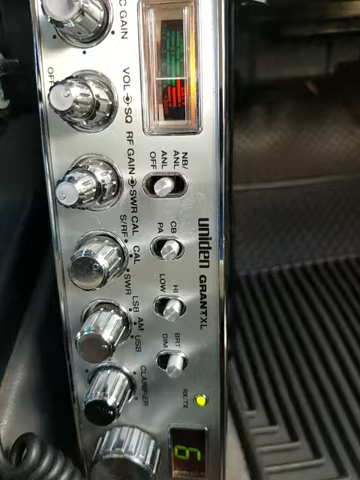 C GAIN
OFF
VOL SQ
RF GAIN SWR CAL
S/RF CAL SWR
LSB AM USB
CLARIFIER
NB/
ANL ANL
OFF
CB
PA
HI
LOW
BRT
DIM
uniden GRANT XL
RX/TX
6